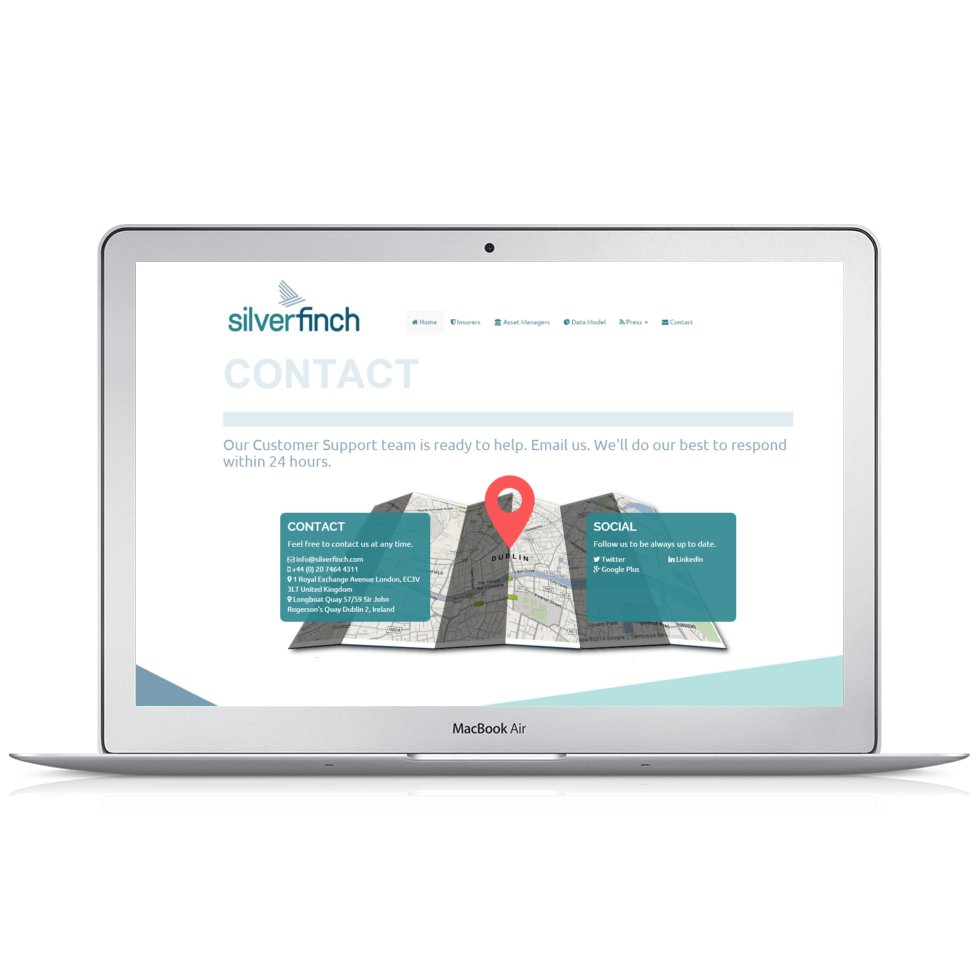 silverfinch
Home Insurers Asset Managers Data Model Press Contact
CONTACT
Our Customer Support team is ready to help. Email us. We'll do our best to respond
within 24 hours.
CONTACT
Feel free to contact us at any time.
info@silverfinch.com
+44 (0) 20 7464 4311
1 Royal Exchange Avenue London, EC3V
3LT United Kingdom
Longboat Quay 57/59 Sir John
Rogerson's Quay Dublin 2, Ireland
DUBLIN
SOCIAL
Follow us to be always up to date.
Twitter Linkedin
Google Plus
MacBook Air